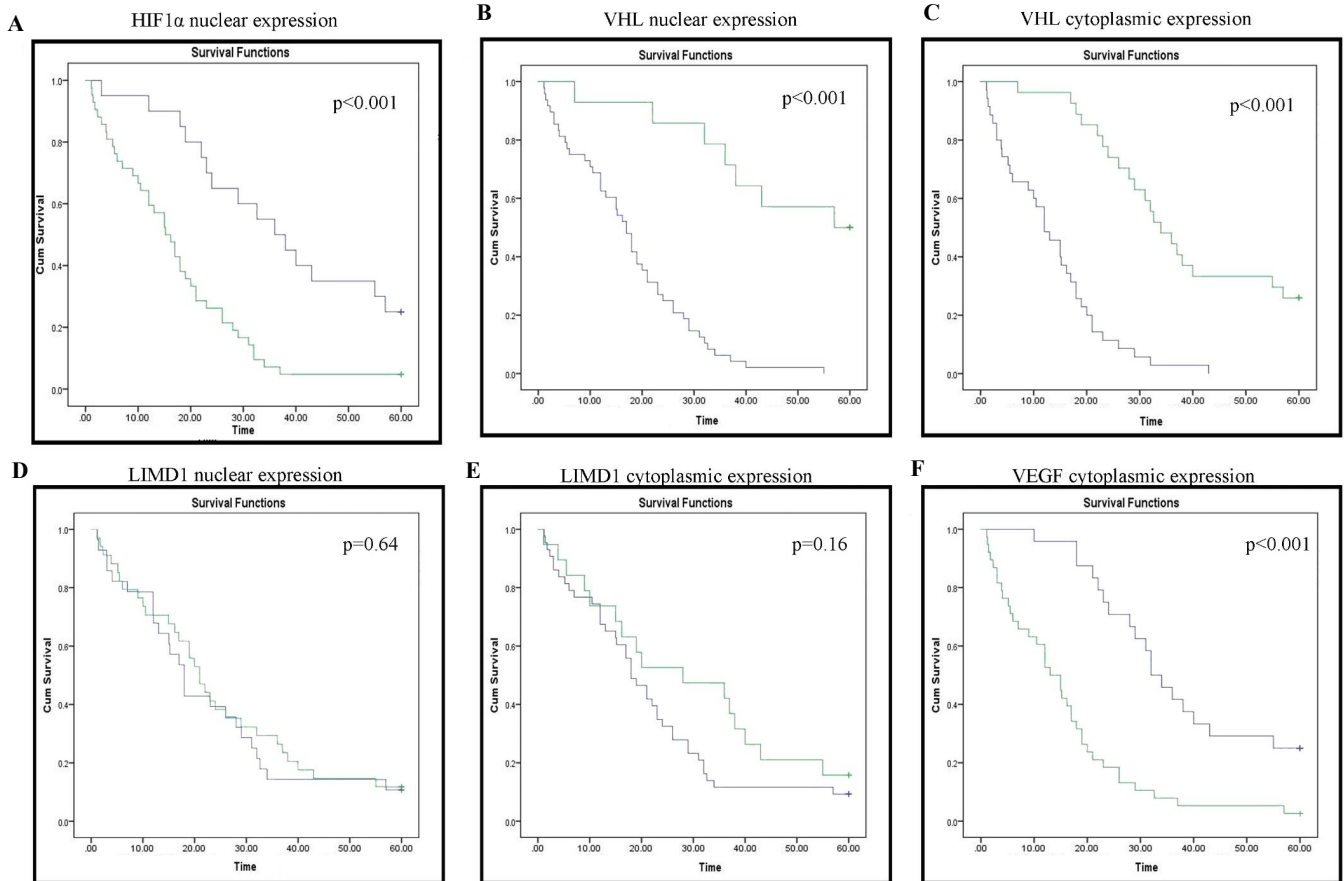 A
HIF1α nuclear expression
Survival Functions
p<0.001
Cum Survival
1.0
0.8
0.6
0.4
0.2
0.0
.00 10.00 20.00 30.00 40.00 50.00 60.00
Time
B
VHL nuclear expression
Survival Functions
p<0.001
Cum Survival
1.0
0.8
0.6
0.4
0.2
0.0
.00 10.00 20.00 30.00 40.00 50.00 60.00
Time
C
VHL cytoplasmic expression
Survival Functions
p<0.001
Cum Survival
1.0
0.8
0.6
0.4
0.2
0.0
.00 10.00 20.00 30.00 40.00 50.00 60.00
Time
D
LIMD1 nuclear expression
Survival Functions
p=0.64
Cum Survival
1.0
0.8
0.6
0.4
0.2
0.0
.00 10.00 20.00 30.00 40.00 50.00 60.00
Time
E
LIMD1 cytoplasmic expression
Survival Functions
p=0.16
Cum Survival
1.0
0.8
0.6
0.4
0.2
0.0
.00 10.00 20.00 30.00 40.00 50.00 60.00
Time
F
VEGF cytoplasmic expression
Survival Functions
p<0.001
Cum Survival
1.0
0.8
0.6
0.4
0.2
0.0
.00 10.00 20.00 30.00 40.00 50.00 60.00
Time